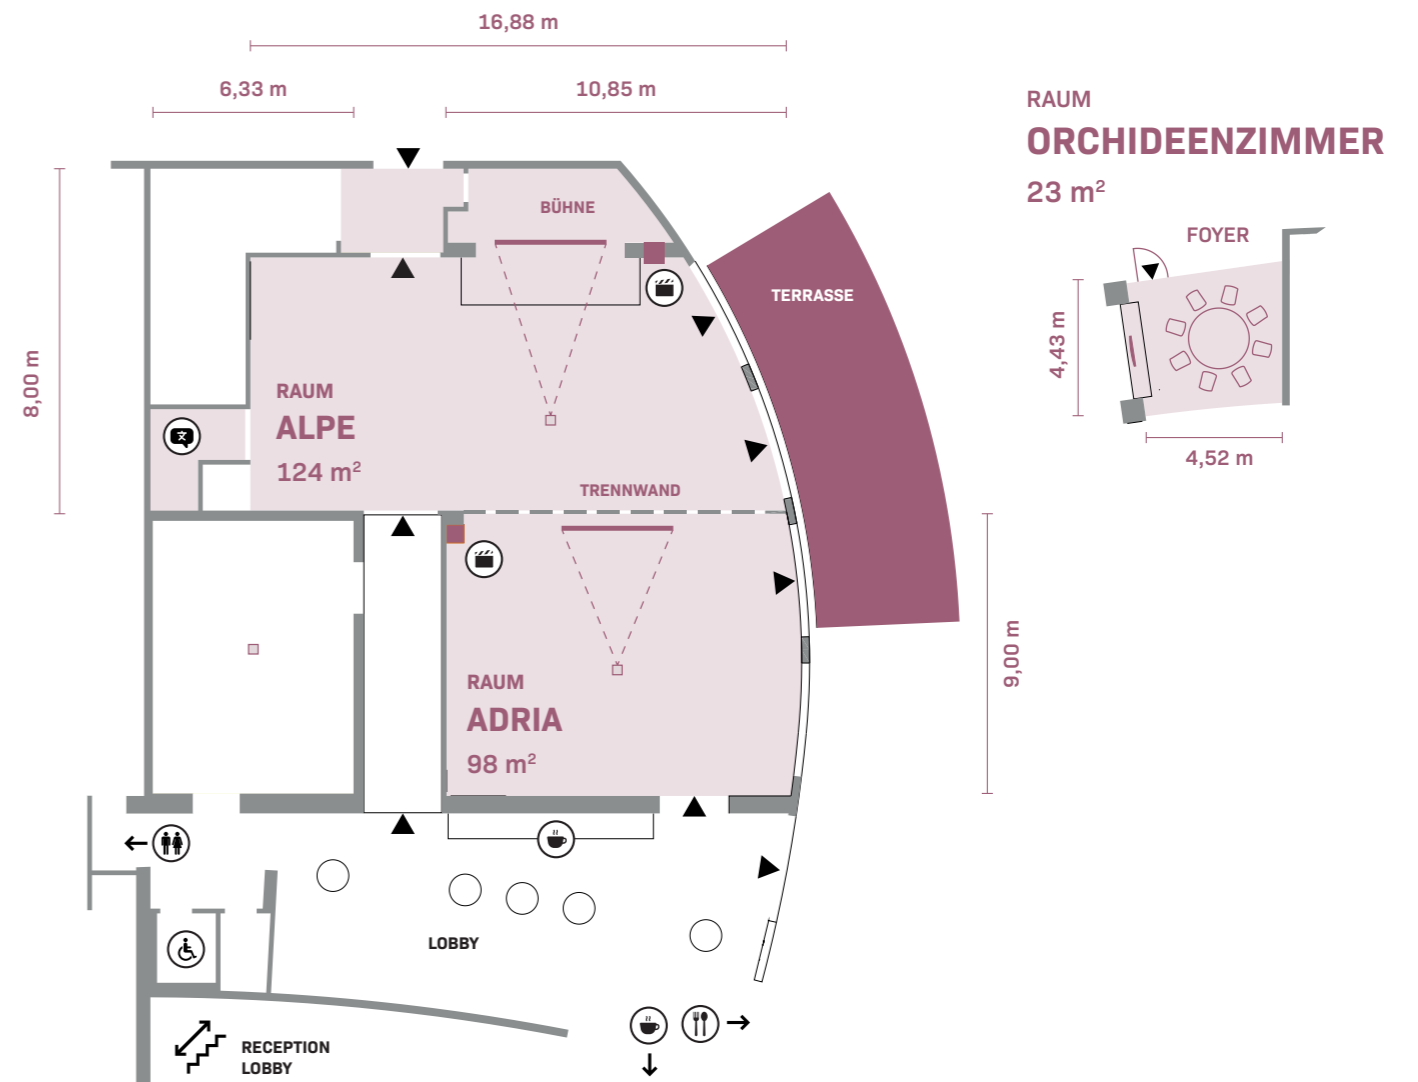 16,88 m
6,33 m
10,85 m
RAUM
ORCHIDEENZIMMER
23 m²
BÜHNE
FOYER
TERRASSE
8,00 m
4,43 m
RAUM
ALPE
124 m²
4,52 m
TRENNWAND
9,00 m
RAUM
ADRIA
98 m²
LOBBY
RECEPTION
LOBBY